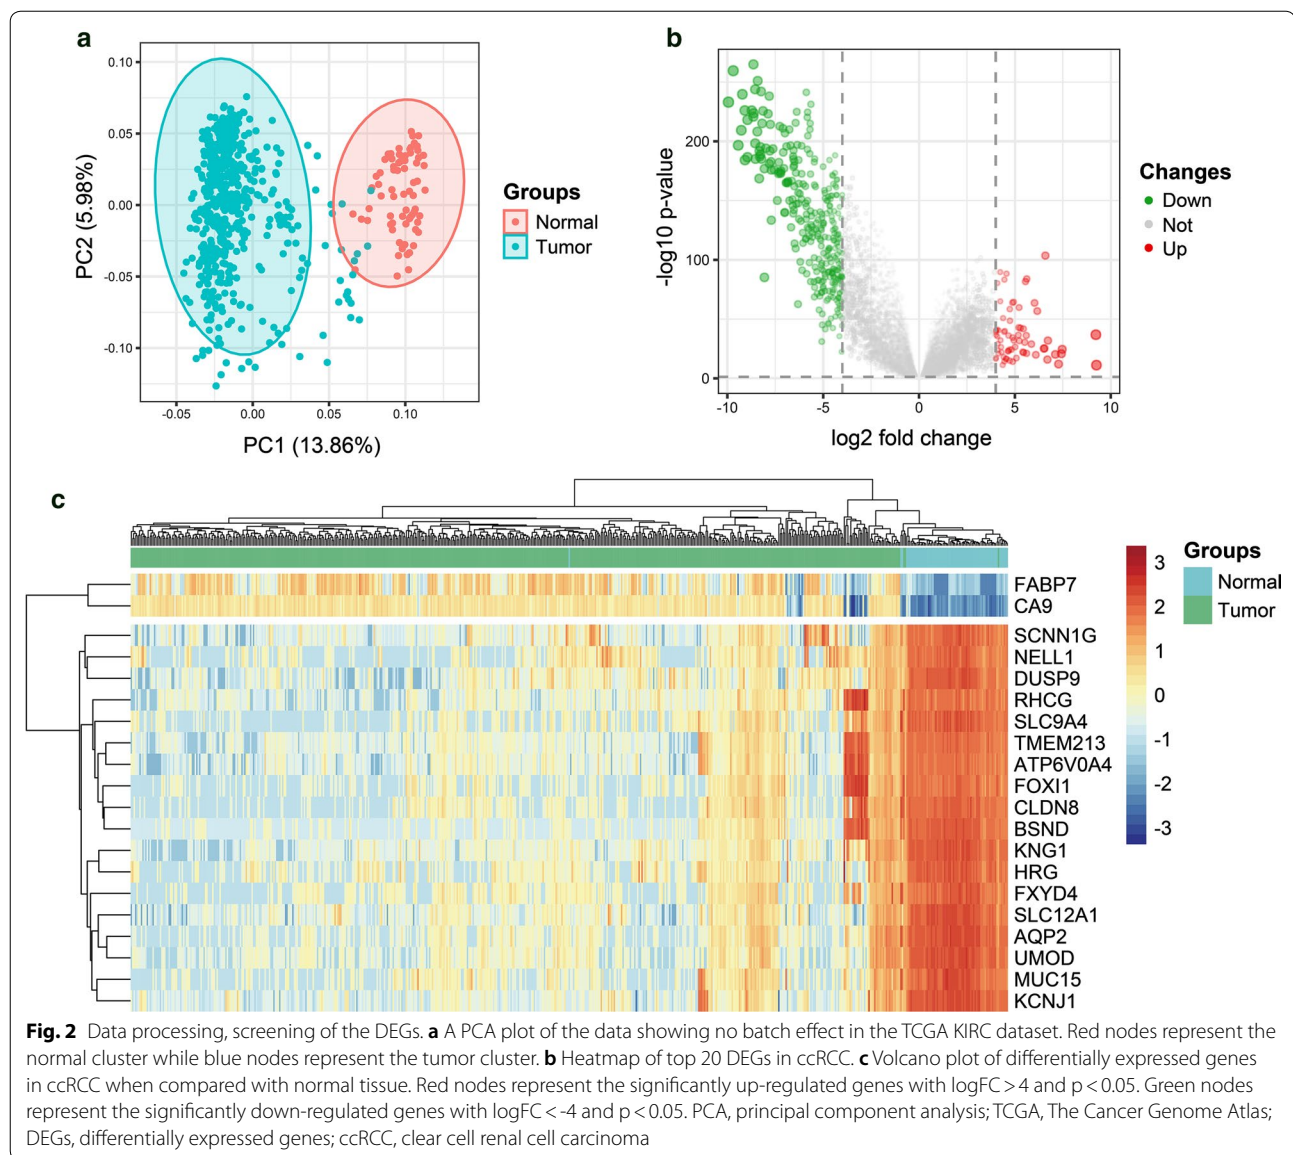 a
PC2 (5.98%)
0.10
0.05
0.00
-0.05
-0.10
-0.05
0.00
0.05
0.10
PC1 (13.86%)
Groups
Normal
Tumor
b
-log10 p-value
200
100
0
-10
-5
0
5
10
log2 fold change
Changes
Down
Not
Up
c
FABP7
CA9
SCNN1G
NELL1
DUSP9
RHCG
SLC9A4
TMEM213
ATP6V0A4
FOXI1
CLDN8
BSND
KNG1
HRG
FXYD4
SLC12A1
AQP2
UMOD
MUC15
KCNJ1
3
2
1
0
-1
-2
-3
Groups
Normal
Tumor
Fig. 2 Data processing, screening of the DEGs. a A PCA plot of the data showing no batch effect in the TCGA KIRC dataset. Red nodes represent the
normal cluster while blue nodes represent the tumor cluster. b Heatmap of top 20 DEGs in ccRCC. c Volcano plot of differentially expressed genes
in ccRCC when compared with normal tissue. Red nodes represent the significantly up-regulated genes with logFC > 4 and p < 0.05. Green nodes
represent the significantly down-regulated genes with logFC < -4 and p < 0.05. PCA, principal component analysis; TCGA, The Cancer Genome Atlas;
DEGs, differentially expressed genes; ccRCC, clear cell renal cell carcinoma